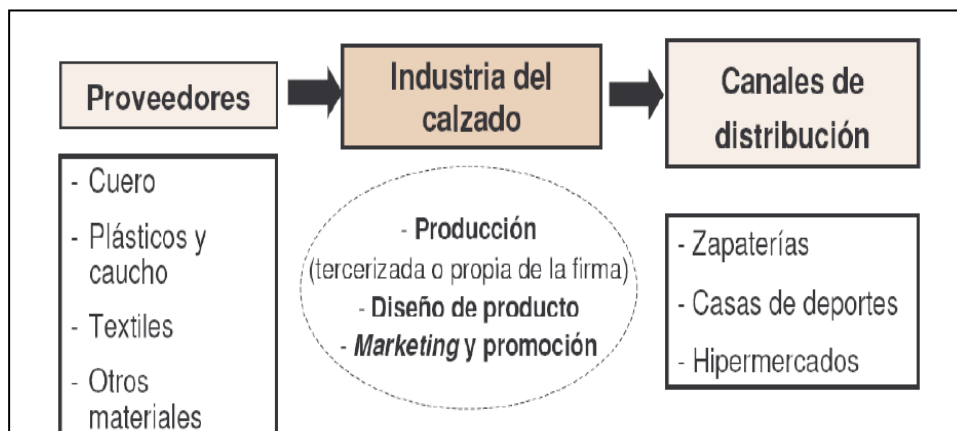 Proveedores
Industria del
calzado
Canales de
distribución
- Cuero
- Plásticos y
caucho
- Textiles
- Otros
materiales
- Producción
(tercerizada o propia de la firma)
- Diseño de producto
- Marketing y promoción
- Zapaterías
- Casas de deportes
- Hipermercados